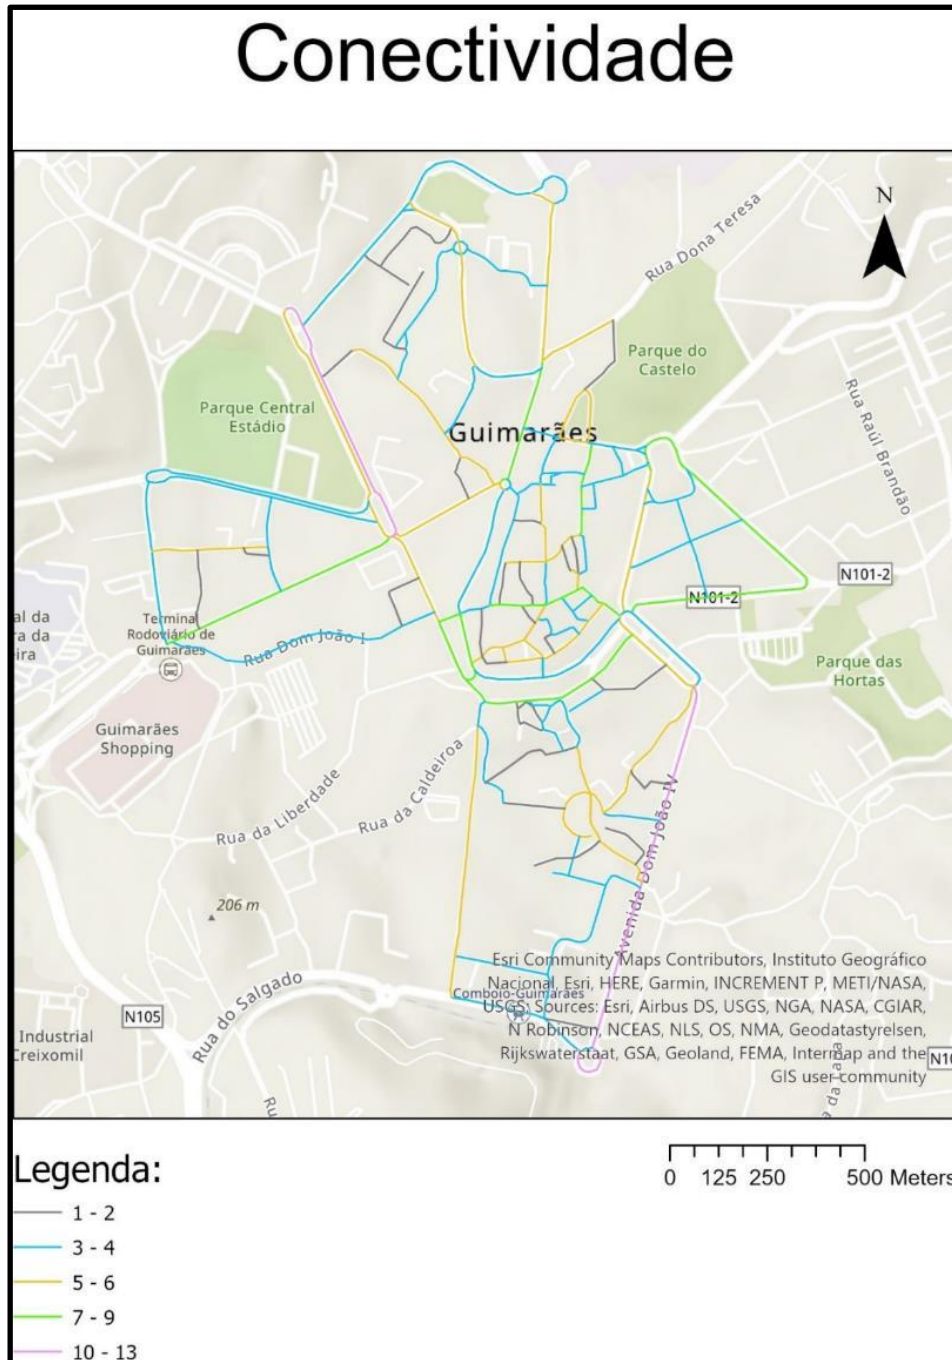 Conectividade
N
Rua Dona Teresa
Parque do
Castelo
Rua Raúl Brandão
Parque Central
Estádio
Guimarães
N101-2
N101-2
al da
ra da
eira
Terminal
Rodoviário de
Guimarães
Rua Dom João I
Parque das
Hortas
Guimarães
Shopping
Rua da Liberdade
Rua da Caldeiroa
Avenida Dom João IV
206 m
Rua do Salgado
N105
Industrial
Creixomil
Ru
Comboio-Guimarães
Esri Community Maps Contributors, Instituto Geográfico
Nacional, Esri, HERE, Garmin, INCREMENT P, METI/NASA,
USGS; Sources: Esri, Airbus DS, USGS, NGA, NASA, CGIAR,
N Robinson, NCEAS, NLS, OS, NMA, Geodatastyrelsen,
Rijkswaterstaat, GSA, Geoland, FEMA, Intermap and the
GIS user community
N10
Legenda:
0 125 250 500 Meters
1 - 2
3 - 4
5 - 6
7 - 9
10 - 13